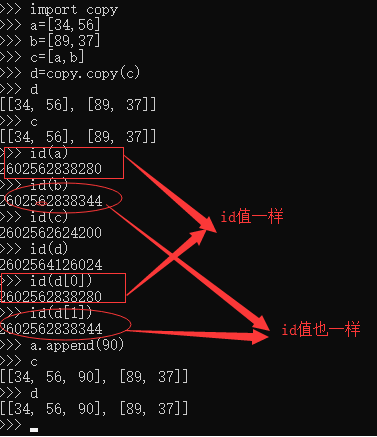 >>> import copy
>>> a=[34,56]
>>> b=[89,37]
>>> c=[a,b]
>>> d=copy.copy(c)
>>> d
[[34, 56], [89, 37]]
>>> c
[[34, 56], [89, 37]]
>>> id(a)
2602562838280
>>> id(b)
2602562838344
>>> id(c)
2602562624200
>>> id(d)
2602564126024
>>> id(d[0])
2602562838280
>>> id(d[1])
2602562838344
>>> a.append(90)
>>> c
[[34, 56, 90], [89, 37]]
>>> d
[[34, 56, 90], [89, 37]]
>>>
id值一样
id值也一样